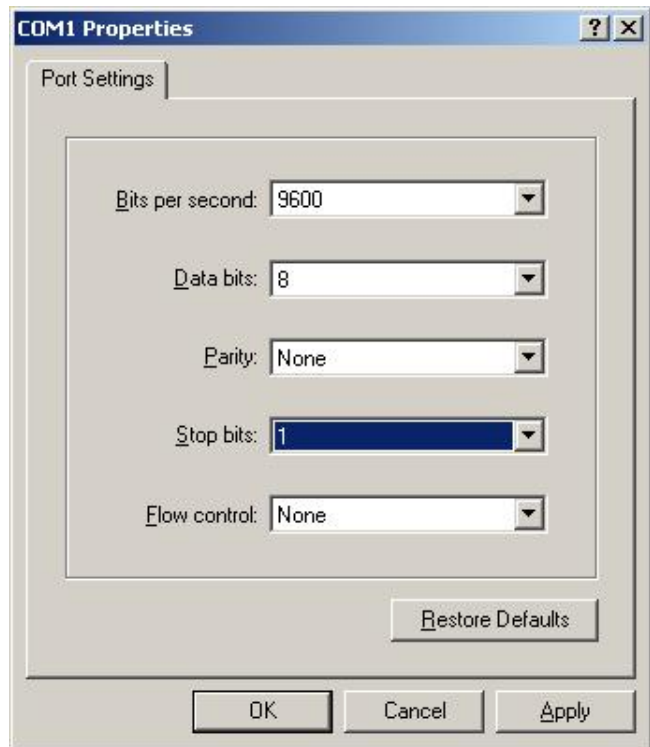 COM1 Properties
Port Settings
Bits per second: 9600
Data bits: 8
Parity: None
Stop bits: 1
Flow control: None
Restore Defaults
OK Cancel Apply